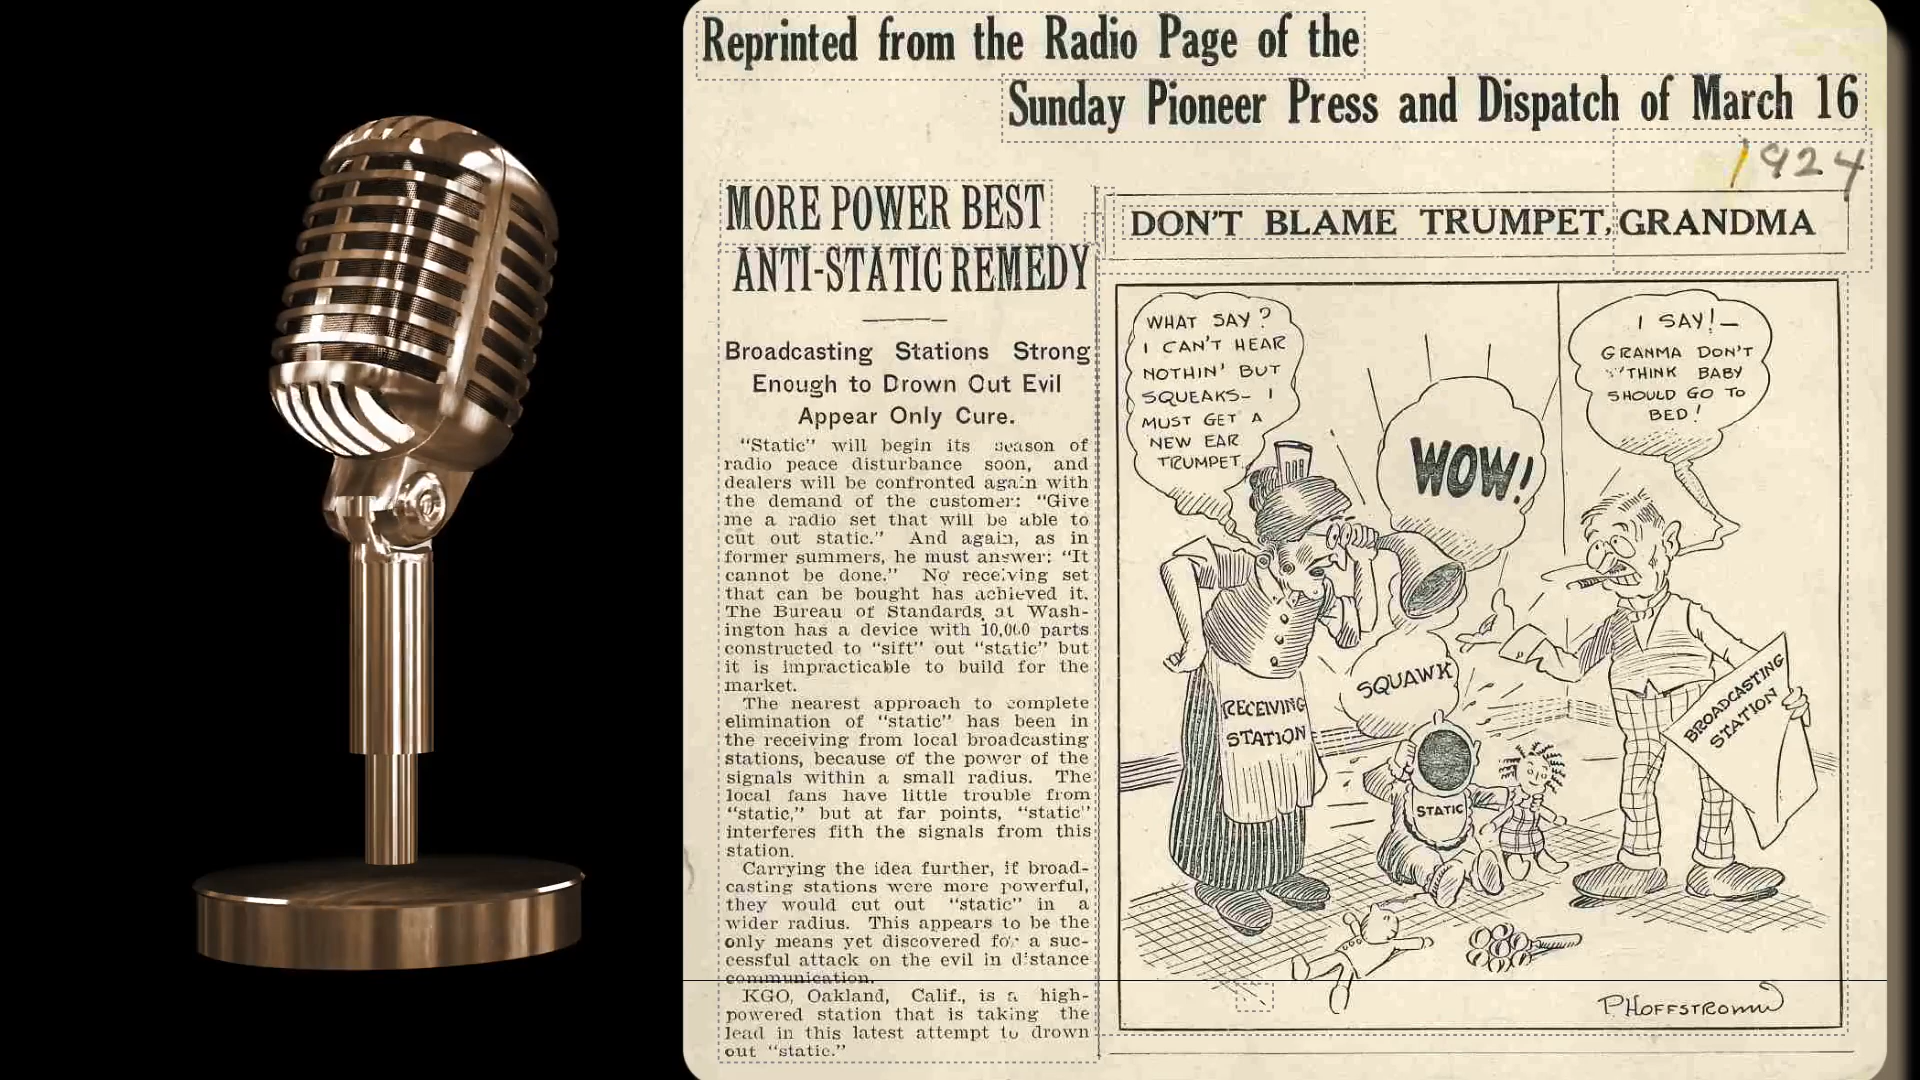 Reprinted from the Radio Page of the
Sunday Pioneer Press and Dispatch of March 16
1924
MORE POWER BEST
ANTI-STATIC REMEDY
Broadcasting Stations Strong
Enough to Drown Out Evil
Appear Only Cure.
"Static" will begin its season of
radio peace disturbance soon, and
dealers will be confronted again with
the demand of the customer: "Give
me a radio set that will be able to
cut out static." And again, as in
former summers, he must answer: "It
cannot be done." No receiving set
that can be bought has achieved it.
The Bureau of Standards at Wash-
ington has a device with 10,000 parts
constructed to "sift" out "static" but
it is impracticable to build for the
market.
The nearest approach to complete
elimination of "static" has been in
the receiving from local broadcasting
stations, because of the power of the
signals within a small radius. The
local fans have little trouble from
"static," but at far points, "static"
interferes fith the signals from this
station.
Carrying the idea further, if broad-
casting stations were more powerful,
they would cut out "static" in a
wider radius. This appears to be the
only means yet discovered for a suc-
cessful attack on the evil in distance
communication.
KGO, Oakland, Calif., is a high-
powered station that is taking the
lead in this latest attempt to drown
out "static."
DON'T BLAME TRUMPET, GRANDMA
WHAT SAY?
I CAN'T HEAR
NOTHIN' BUT
SQUEAKS- I
MUST GET A
NEW EAR
TRUMPET
WOW!
I SAY!-
GRANMA DON'T
THINK BABY
SHOULD GO TO
BED!
SQUAWK
RECEIVING
STATION
STATIC
BROADCASTING
STATION
P. HOFFSTROMM